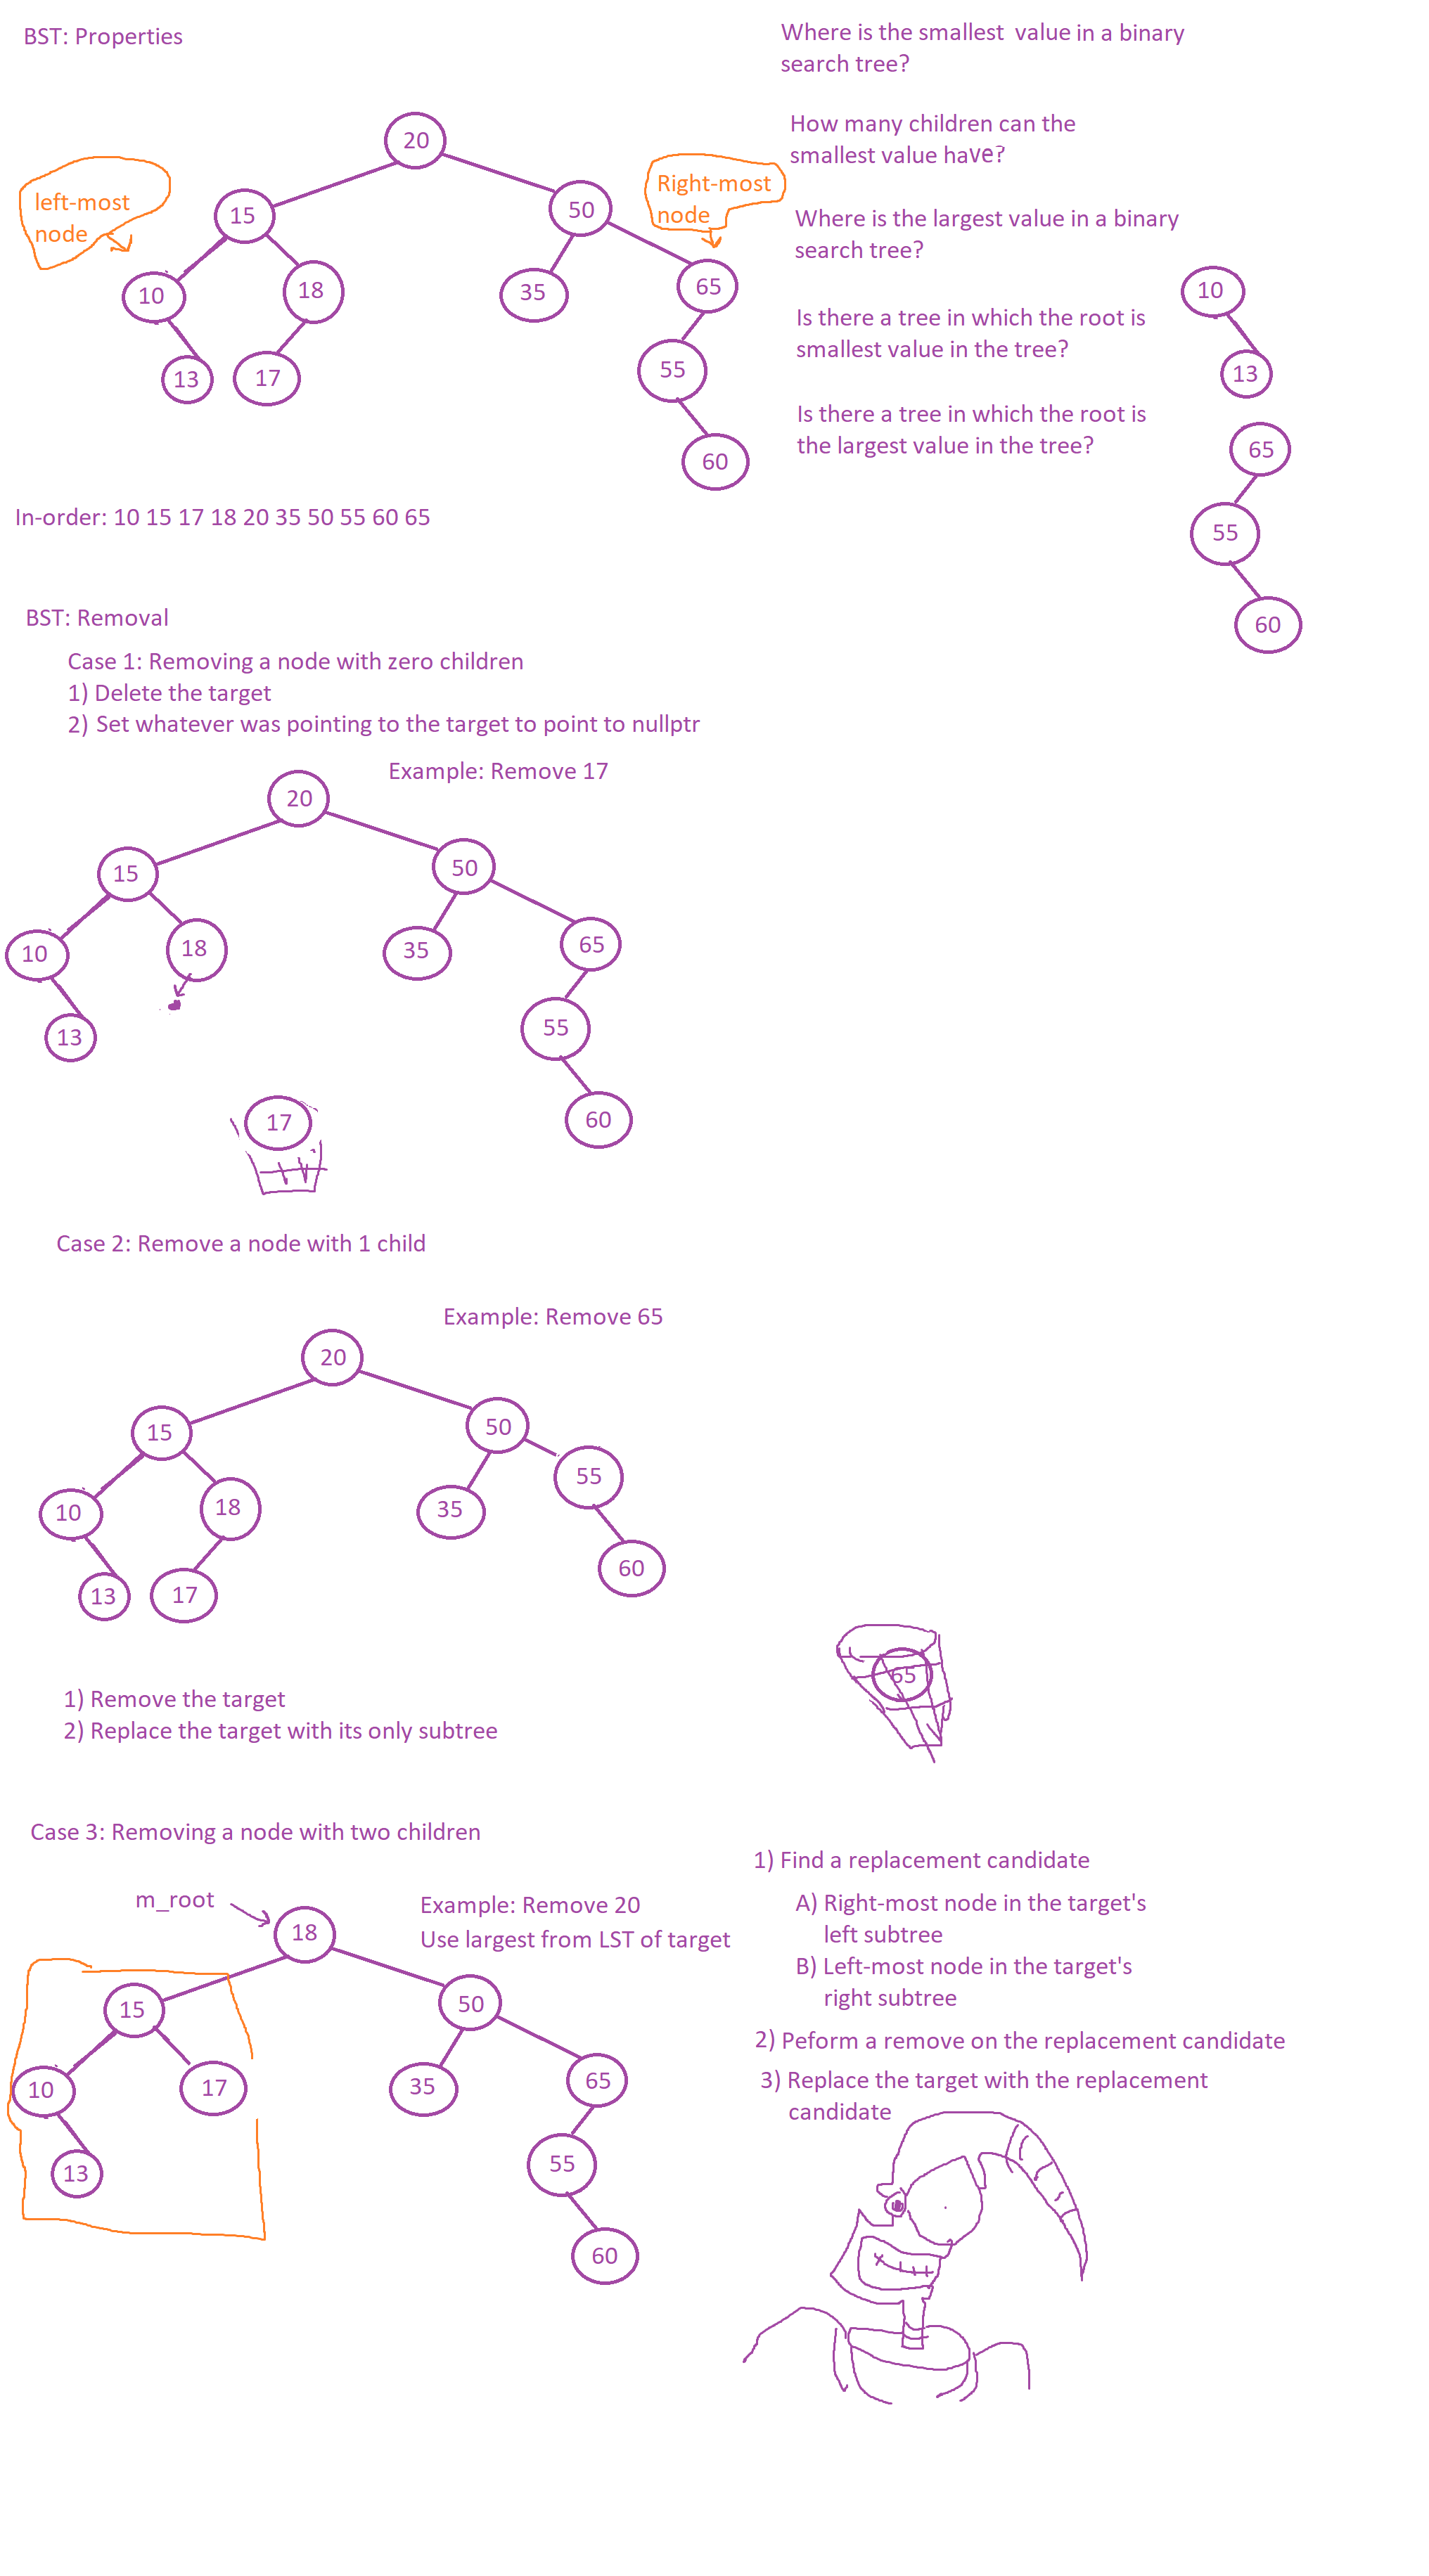 BST: Properties
Where is the smallest value in a binary
search tree?
How many children can the
smallest value have?
Where is the largest value in a binary
search tree?
Is there a tree in which the root is
smallest value in the tree?
Is there a tree in which the root is
the largest value in the tree?
left-most
node
Right-most
node
20
15
50
10
18
35
65
13
17
55
60
10
13
65
55
60
In-order: 10 15 17 18 20 35 50 55 60 65
BST: Removal
Case 1: Removing a node with zero children
1) Delete the target
2) Set whatever was pointing to the target to point to nullptr
Example: Remove 17
20
15
50
10
18
35
65
13
55
17
60
Case 2: Remove a node with 1 child
Example: Remove 65
20
15
50
55
10
18
35
13
17
60
65
1) Remove the target
2) Replace the target with its only subtree
Case 3: Removing a node with two children
m_root
Example: Remove 20
Use largest from LST of target
18
15
50
10
17
35
65
13
55
60
1) Find a replacement candidate
A) Right-most node in the target's
left subtree
B) Left-most node in the target's
right subtree
2) Peform a remove on the replacement candidate
3) Replace the target with the replacement
candidate